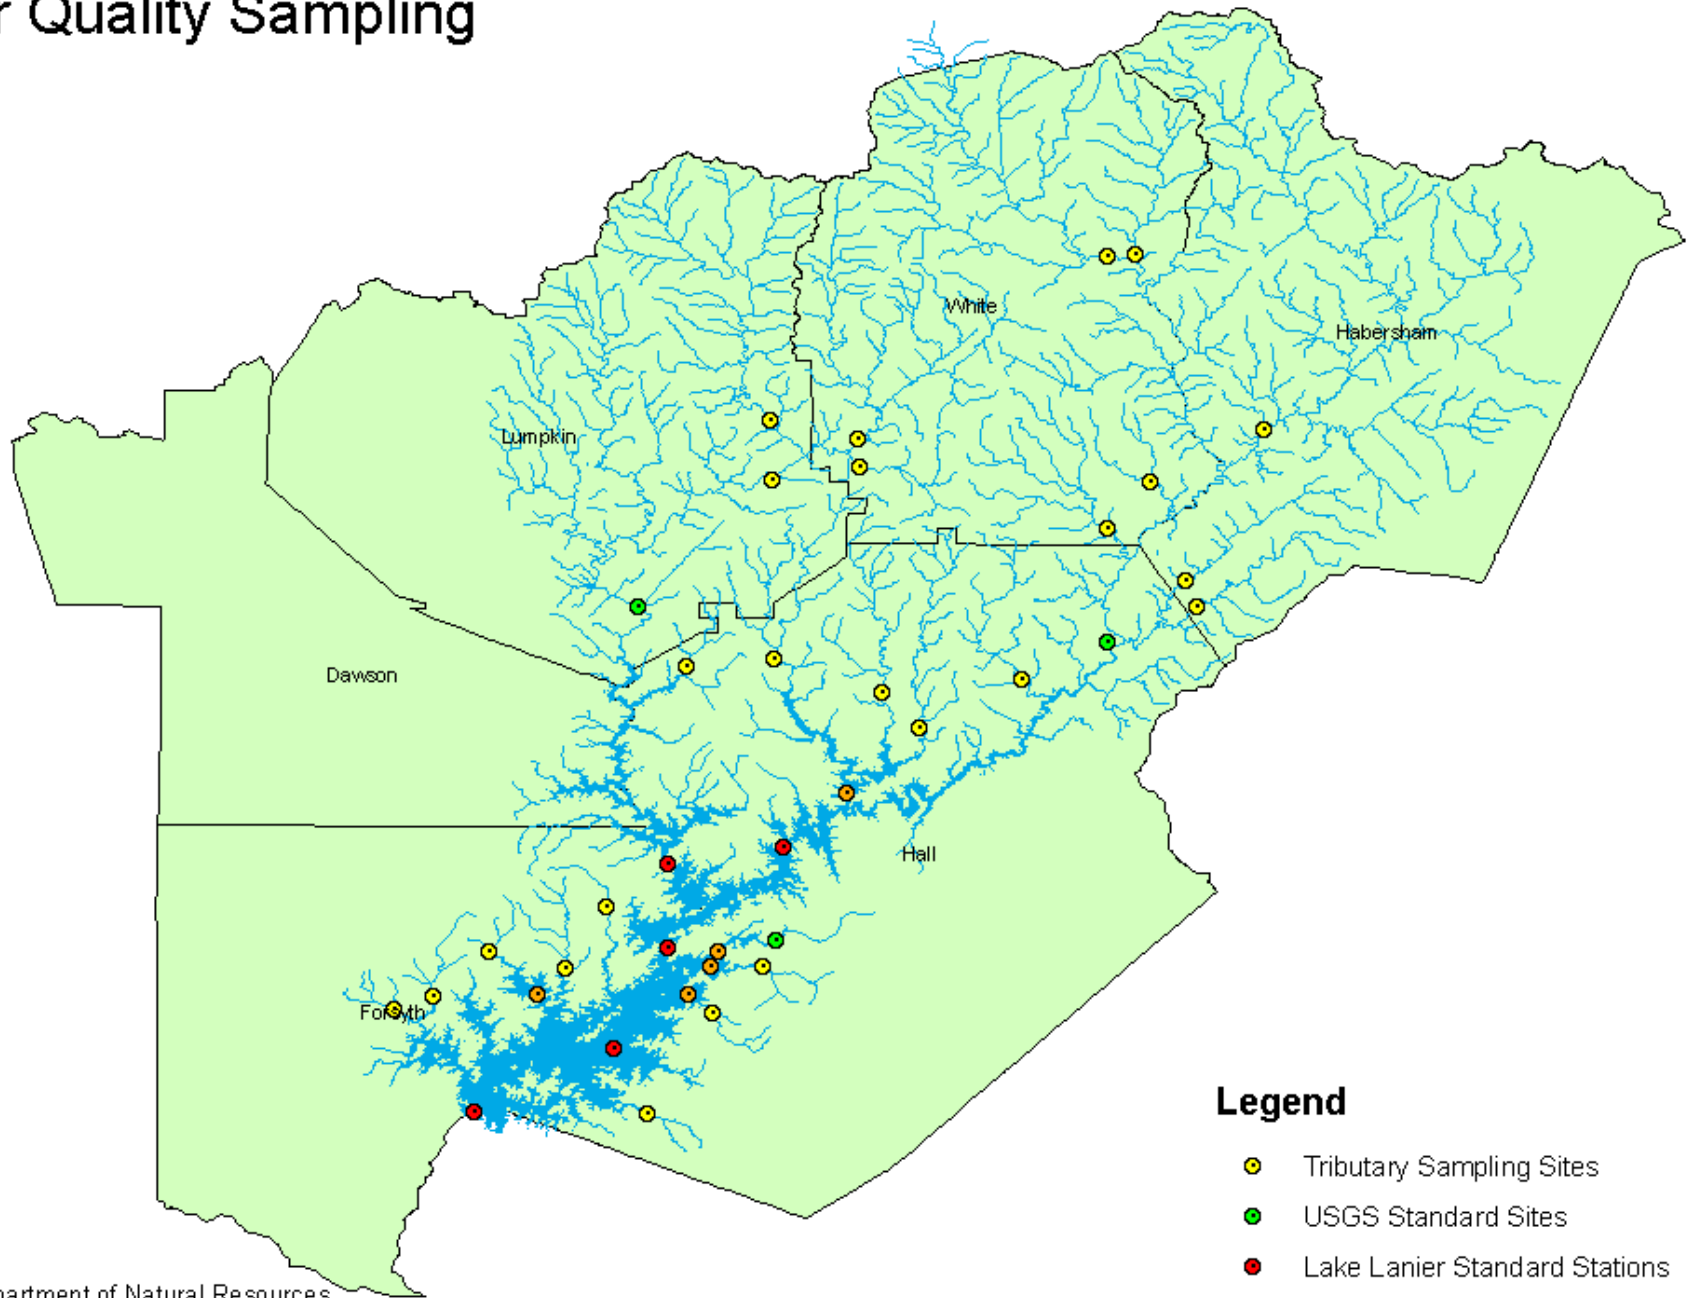 r Quality Sampling
White
Habersham
Lumpkin
Dawson
Hall
Forsyth
Legend
Tributary Sampling Sites
USGS Standard Sites
Lake Lanier Standard Stations
partment of Natural Resources